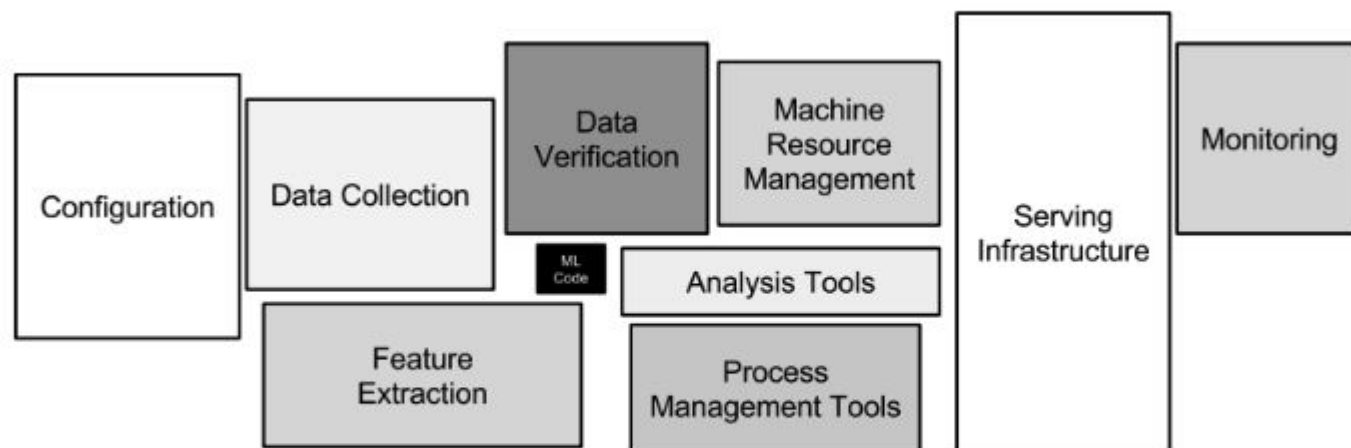 Configuration
Data Collection
Data
Verification
Machine
Resource
Management
Serving
Infrastructure
Monitoring
ML
Code
Analysis Tools
Feature
Extraction
Process
Management Tools